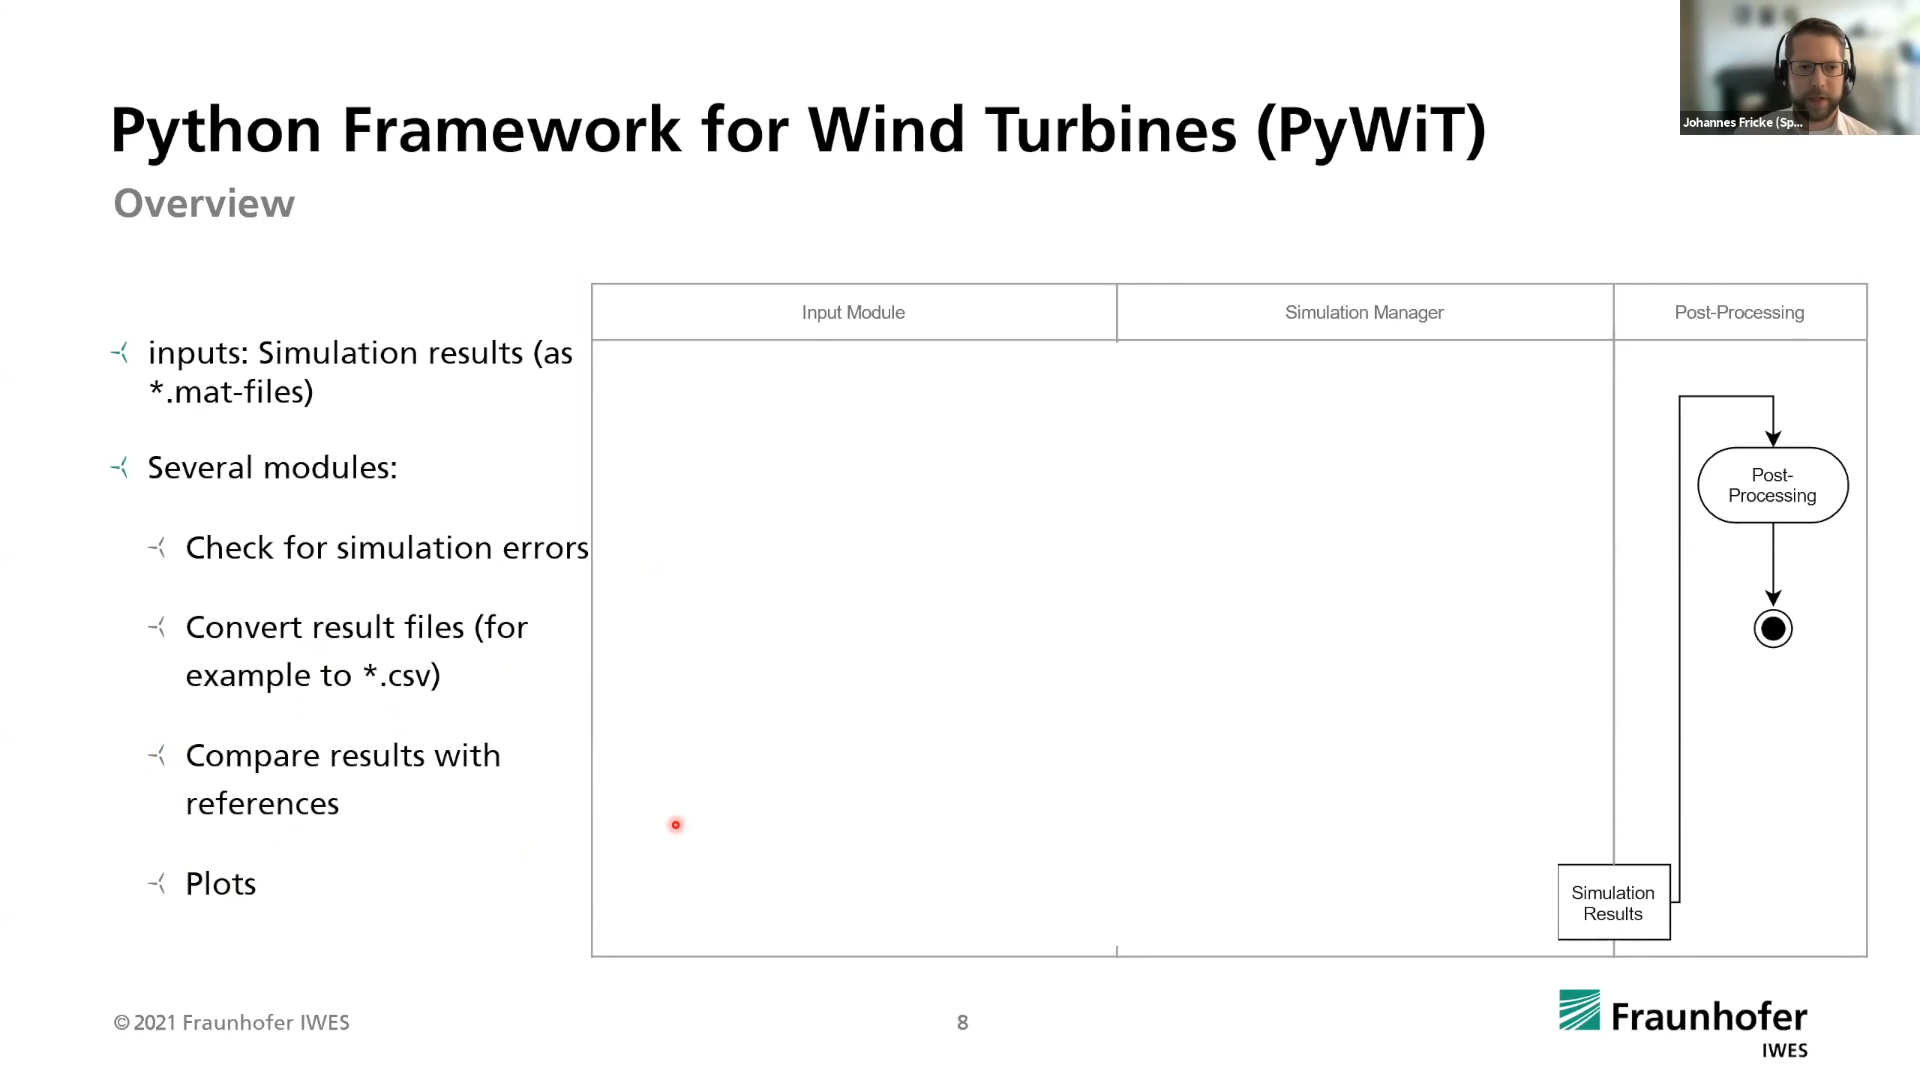 Python Framework for Wind Turbines (PyWiT)
Overview
Johannes Fricke (Sp...
inputs: Simulation results (as
*.mat-files)
Several modules:
Check for simulation errors
Convert result files (for
example to *.csv)
Compare results with
references
Plots
Input Module
Simulation Manager
Post-Processing
Post-
Processing
Simulation
Results
© 2021 Fraunhofer IWES
8
Fraunhofer
IWES